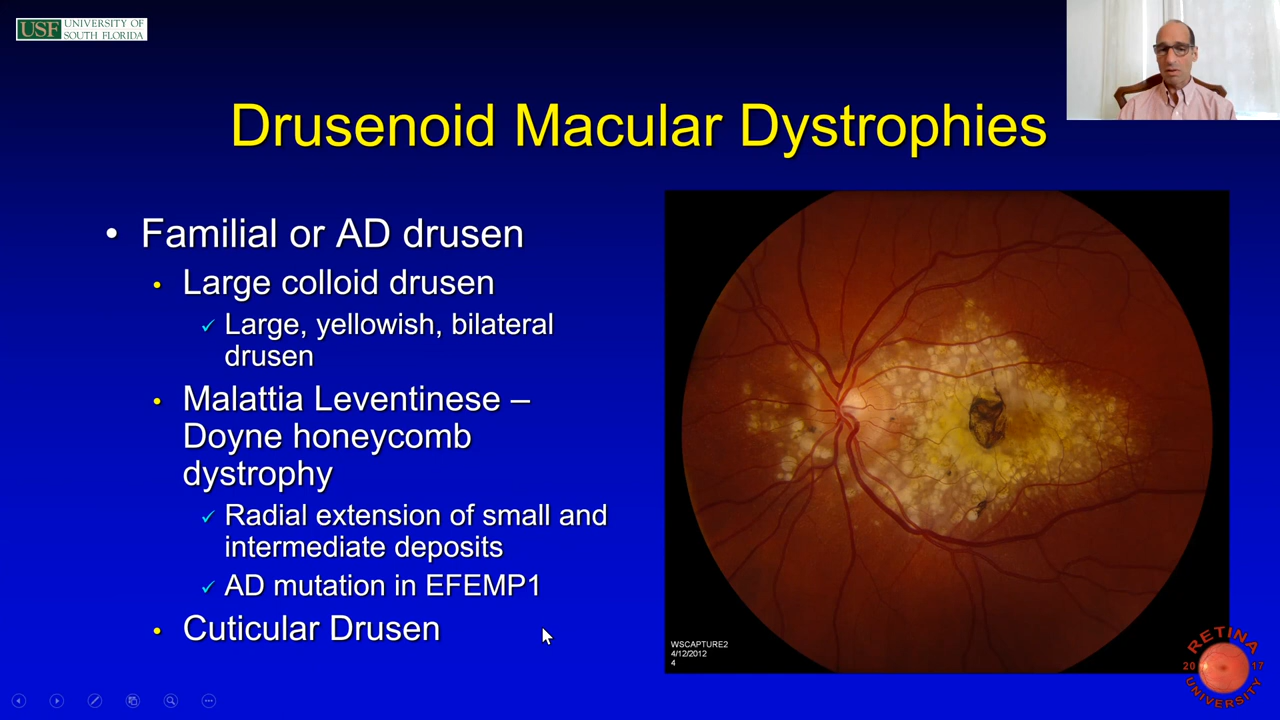 USF UNIVERSITY OF
SOUTH FLORIDA
Drusenoid Macular Dystrophies
• Familial or AD drusen
• Large colloid drusen
✓ Large, yellowish, bilateral
drusen
• Malattia Leventinese –
Doyne honeycomb
dystrophy
✓ Radial extension of small and
intermediate deposits
✓ AD mutation in EFEMP1
• Cuticular Drusen
WSCAPTURE2
4/12/2012
4
RETINA
20 17
UNIVERSITY